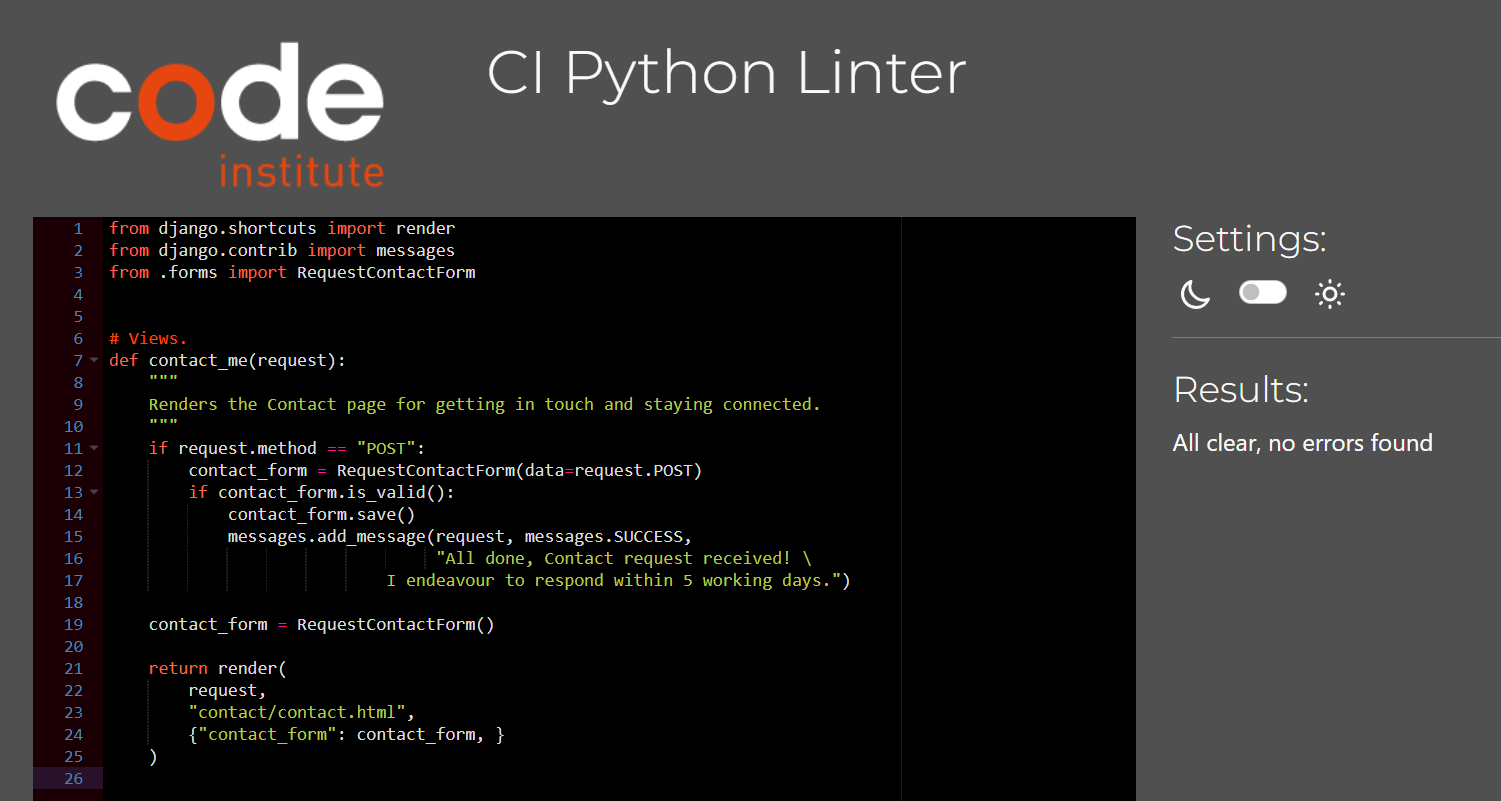 code
institute
CI Python Linter
1 from django.shortcuts import render
2 from django.contrib import messages
3 from .forms import RequestContactForm
4
5
6 # Views.
7 def contact_me(request):
8     """
9     Renders the Contact page for getting in touch and staying connected.
10     """
11     if request.method == "POST":
12         contact_form = RequestContactForm(data=request.POST)
13         if contact_form.is_valid():
14             contact_form.save()
15             messages.add_message(request, messages.SUCCESS,
16                                  "All done, Contact request received! \
17                             I endeavour to respond within 5 working days.")
18
19     contact_form = RequestContactForm()
20
21     return render(
22         request,
23         "contact/contact.html",
24         {"contact_form": contact_form, }
25     )
26
Settings:
Results:
All clear, no errors found